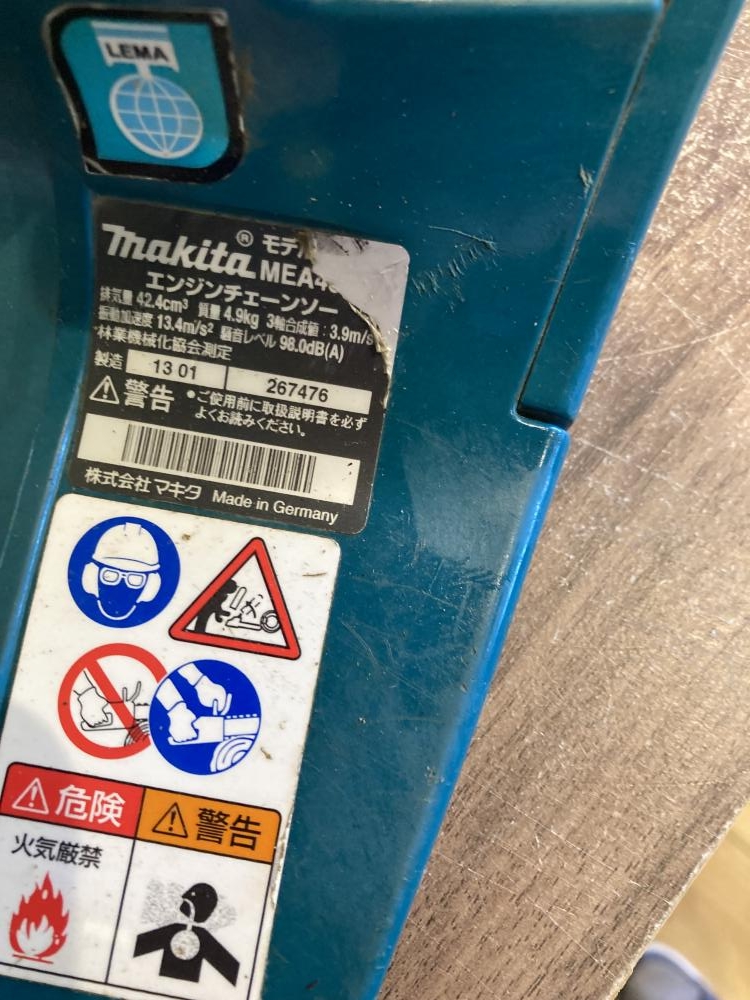 LEMA
makita® モデル
MEA4
エンジンチェーンソー
排気量 42.4cm³ 質量 4.9kg 3軸合成値：3.9m/s
振動加速度 13.4m/s² 騒音レベル 98.0dB(A)
林業機械化協会測定
製造 13 01 267476
警告 ●ご使用前に取扱説明書を必ず
よくお読みください。
株式会社マキタ Made in Germany
危険 警告
火気厳禁